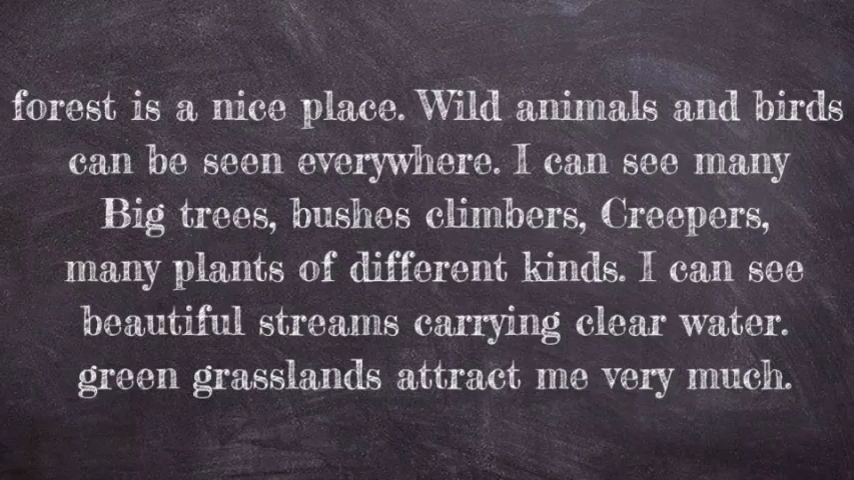 forest is a nice place. Wild animals and birds
can be seen everywhere. I can see many
Big trees, bushes climbers, Creepers,
many plants of different kinds. I can see
beautiful streams carrying clear water.
green grasslands attract me very much.